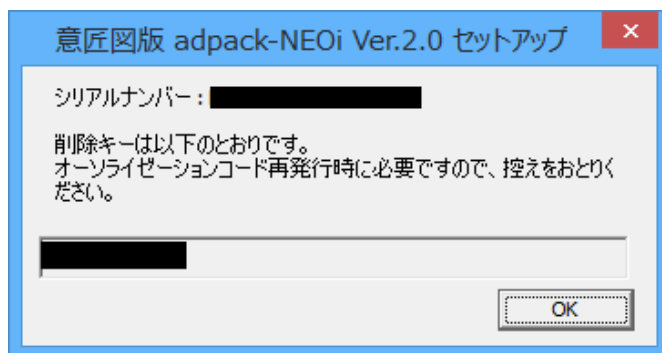 意匠図版 adpack-NEOi Ver.2.0 セットアップ
シリアルナンバー :
削除キーは以下のとおりです。
オーソライゼーションコード再発行時に必要ですので、控えをおとりく
ださい。
OK